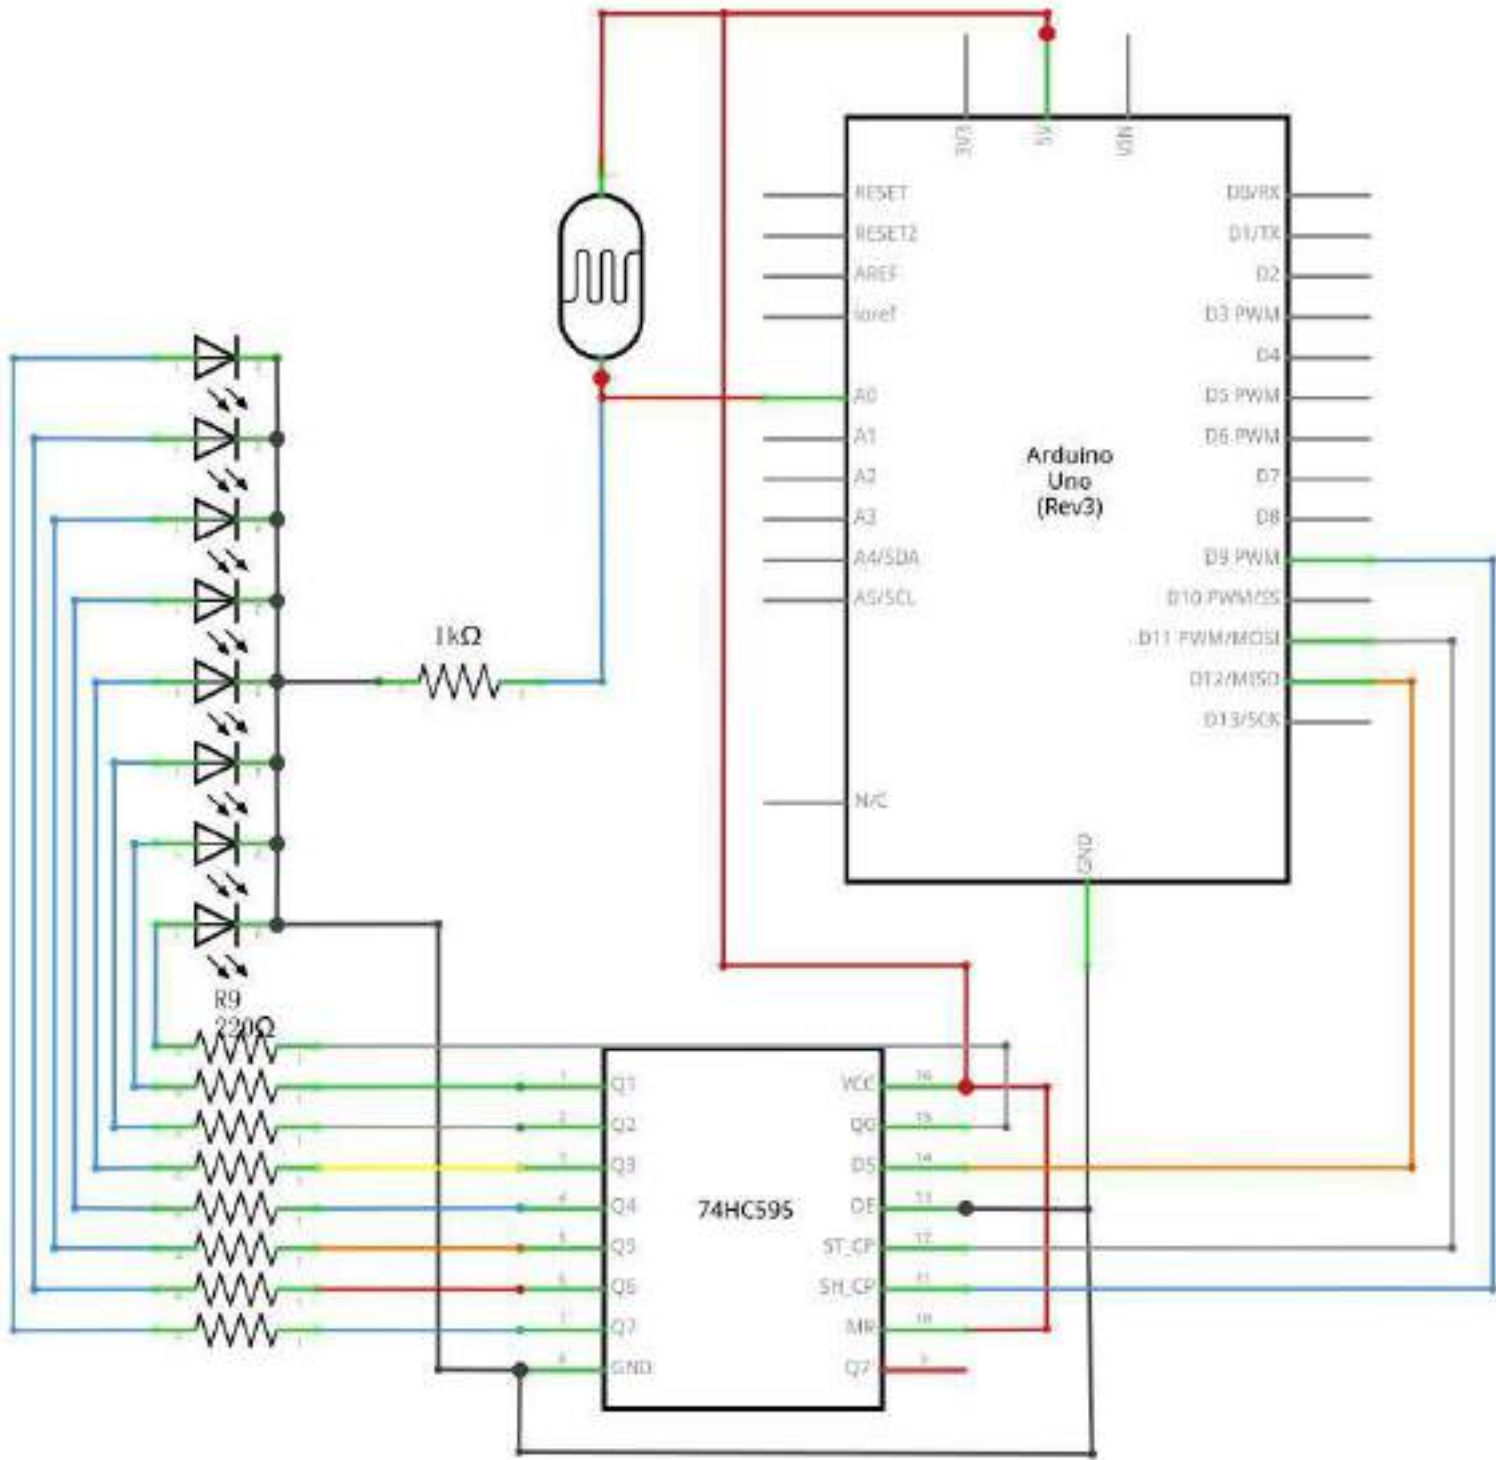 3V3
5V
VIN
RESET
RESET2
AREF
ioref
A0
A1
A2
A3
A4/SDA
A5/SCL
N/C
D0/RX
D1/TX
D2
D3 PWM
D4
D5 PWM
D6 PWM
D7
D8
D9 PWM
D10 PWM/SS
D11 PWM/MOSI
D12/MISO
D13/SCK
Arduino
Uno
(Rev3)
GND
1kΩ
R9
220Ω
Q1
Q2
Q3
Q4
Q5
Q6
Q7
GND
74HC595
VCC
Q0
DS
OE
ST_CP
SH_CP
MR
Q7
16
15
14